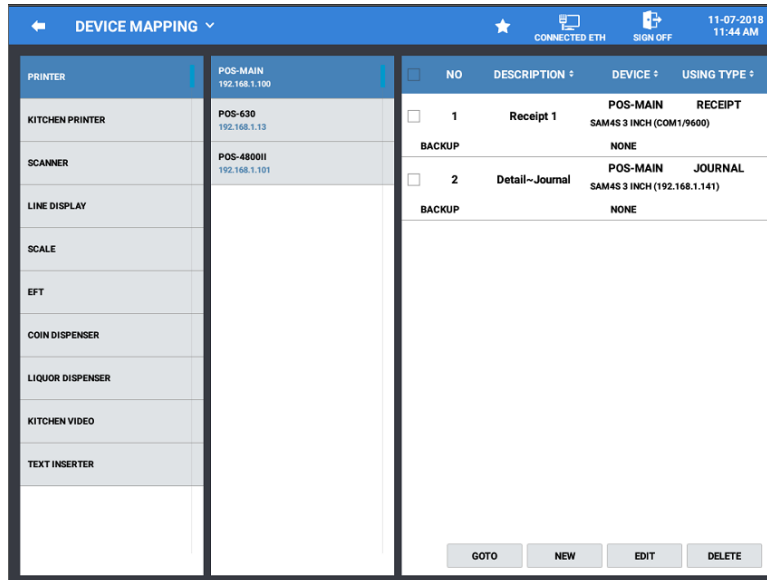 DEVICE MAPPING
CONNECTED ETH
SIGN OFF
11-07-2018
11:44 AM
PRINTER
KITCHEN PRINTER
SCANNER
LINE DISPLAY
SCALE
EFT
COIN DISPENSER
LIQUOR DISPENSER
KITCHEN VIDEO
TEXT INSERTER
POS-MAIN
192.168.1.100
POS-630
192.168.1.13
POS-4800II
192.168.1.101
NO DESCRIPTION DEVICE USING TYPE
1 Receipt 1 POS-MAIN RECEIPT
SAM4S 3 INCH (COM1/9600)
BACKUP NONE
2 Detail~Journal POS-MAIN JOURNAL
SAM4S 3 INCH (192.168.1.141)
BACKUP NONE
GOTO NEW EDIT DELETE